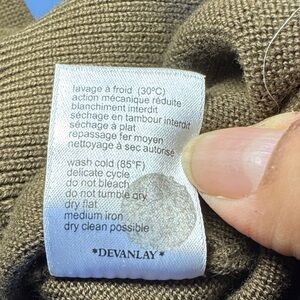 lavage à froid (30°C)
action mécanique réduite
blanchiment interdit
séchage en tambour interdit
séchage à plat
repassage fer moyen
nettoyage à sec autorisé
wash cold (85°F)
delicate cycle
do not bleach
do not tumble dry
dry flat
medium iron
dry clean possible
*DEVANLAY*